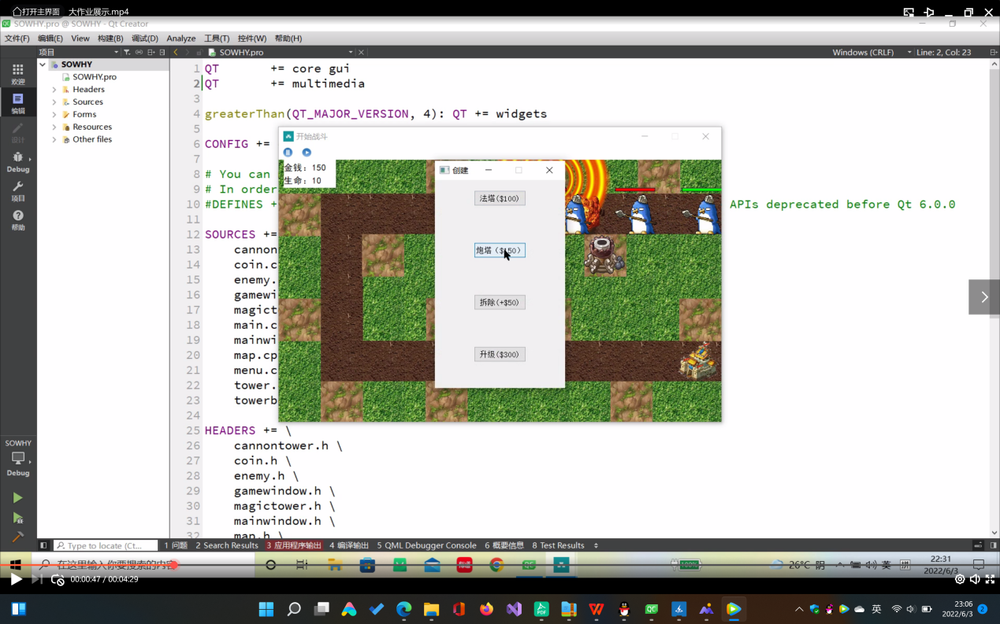 打开主界面 大作业展示.mp4
SOWHY.pro @ SOWHY - Qt Creator
文件(F) 编辑(E) View 构建(B) 调试(D) Analyze 工具(T) 控件(W) 帮助(H)
项目 SOWHY.pro Windows (CRLF) Line: 2, Col: 23
欢迎
编辑
设计
Debug
项目
帮助
SOWHY
Debug
SOWHY
SOWHY.pro
Headers
Sources
Forms
Resources
Other files
1 QT += core gui
2 QT += multimedia
3
4 greaterThan(QT_MAJOR_VERSION, 4): QT += widgets
5
6 CONFIG +=
7
8 # You can
9 # In order
10 #DEFINES + APIs deprecated before Qt 6.0.0
11
12 SOURCES +=
13 cannon
14 coin.c
15 enemy.
16 gamewi
17 magict
18 main.c
19 mainwi
20 map.cp
21 menu.c
22 tower.
23 towerb
24
25 HEADERS += \
26 cannontower.h \
27 coin.h \
28 enemy.h \
29 gamewindow.h \
30 magictower.h \
31 mainwindow.h \
32 map.h \
开始战斗
金钱：150
生命：10
创建
法塔($100)
炮塔（$150）
拆除(+$50)
升级($300)
Type to locate (Ct... 1 问题 2 Search Results 3 应用程序输出 4 编译输出 5 QML Debugger Console 6 概要信息 8 Test Results
在这里输入你要搜索的内容
100%
26°C 阴
英
拼
22:31
2022/6/3
00:00:47 / 00:04:29
英
23:06
2022/6/3
2